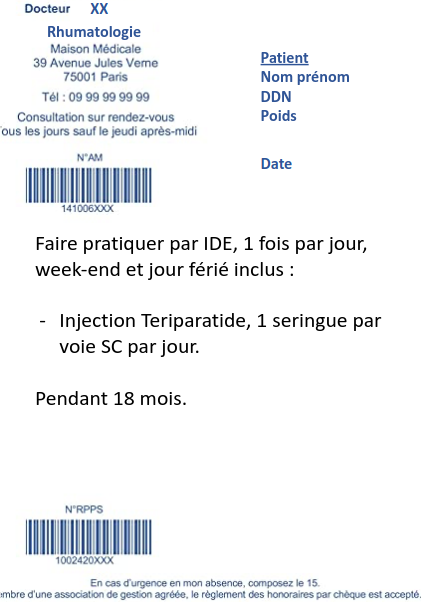 Docteur XX
Rhumatologie
Maison Médicale
39 Avenue Jules Verne
75001 Paris
Tél : 09 99 99 99 99
Consultation sur rendez-vous
ous les jours sauf le jeudi après-midi
Patient
Nom prénom
DDN
Poids
Date
N°AM
141006XXX
Faire pratiquer par IDE, 1 fois par jour,
week-end et jour férié inclus :
- Injection Teriparatide, 1 seringue par
voie SC par jour.
Pendant 18 mois.
N°RPPS
1002420XXX
En cas d'urgence en mon absence, composez le 15.
embre d'une association de gestion agréée, le règlement des honoraires par chèque est accepté.